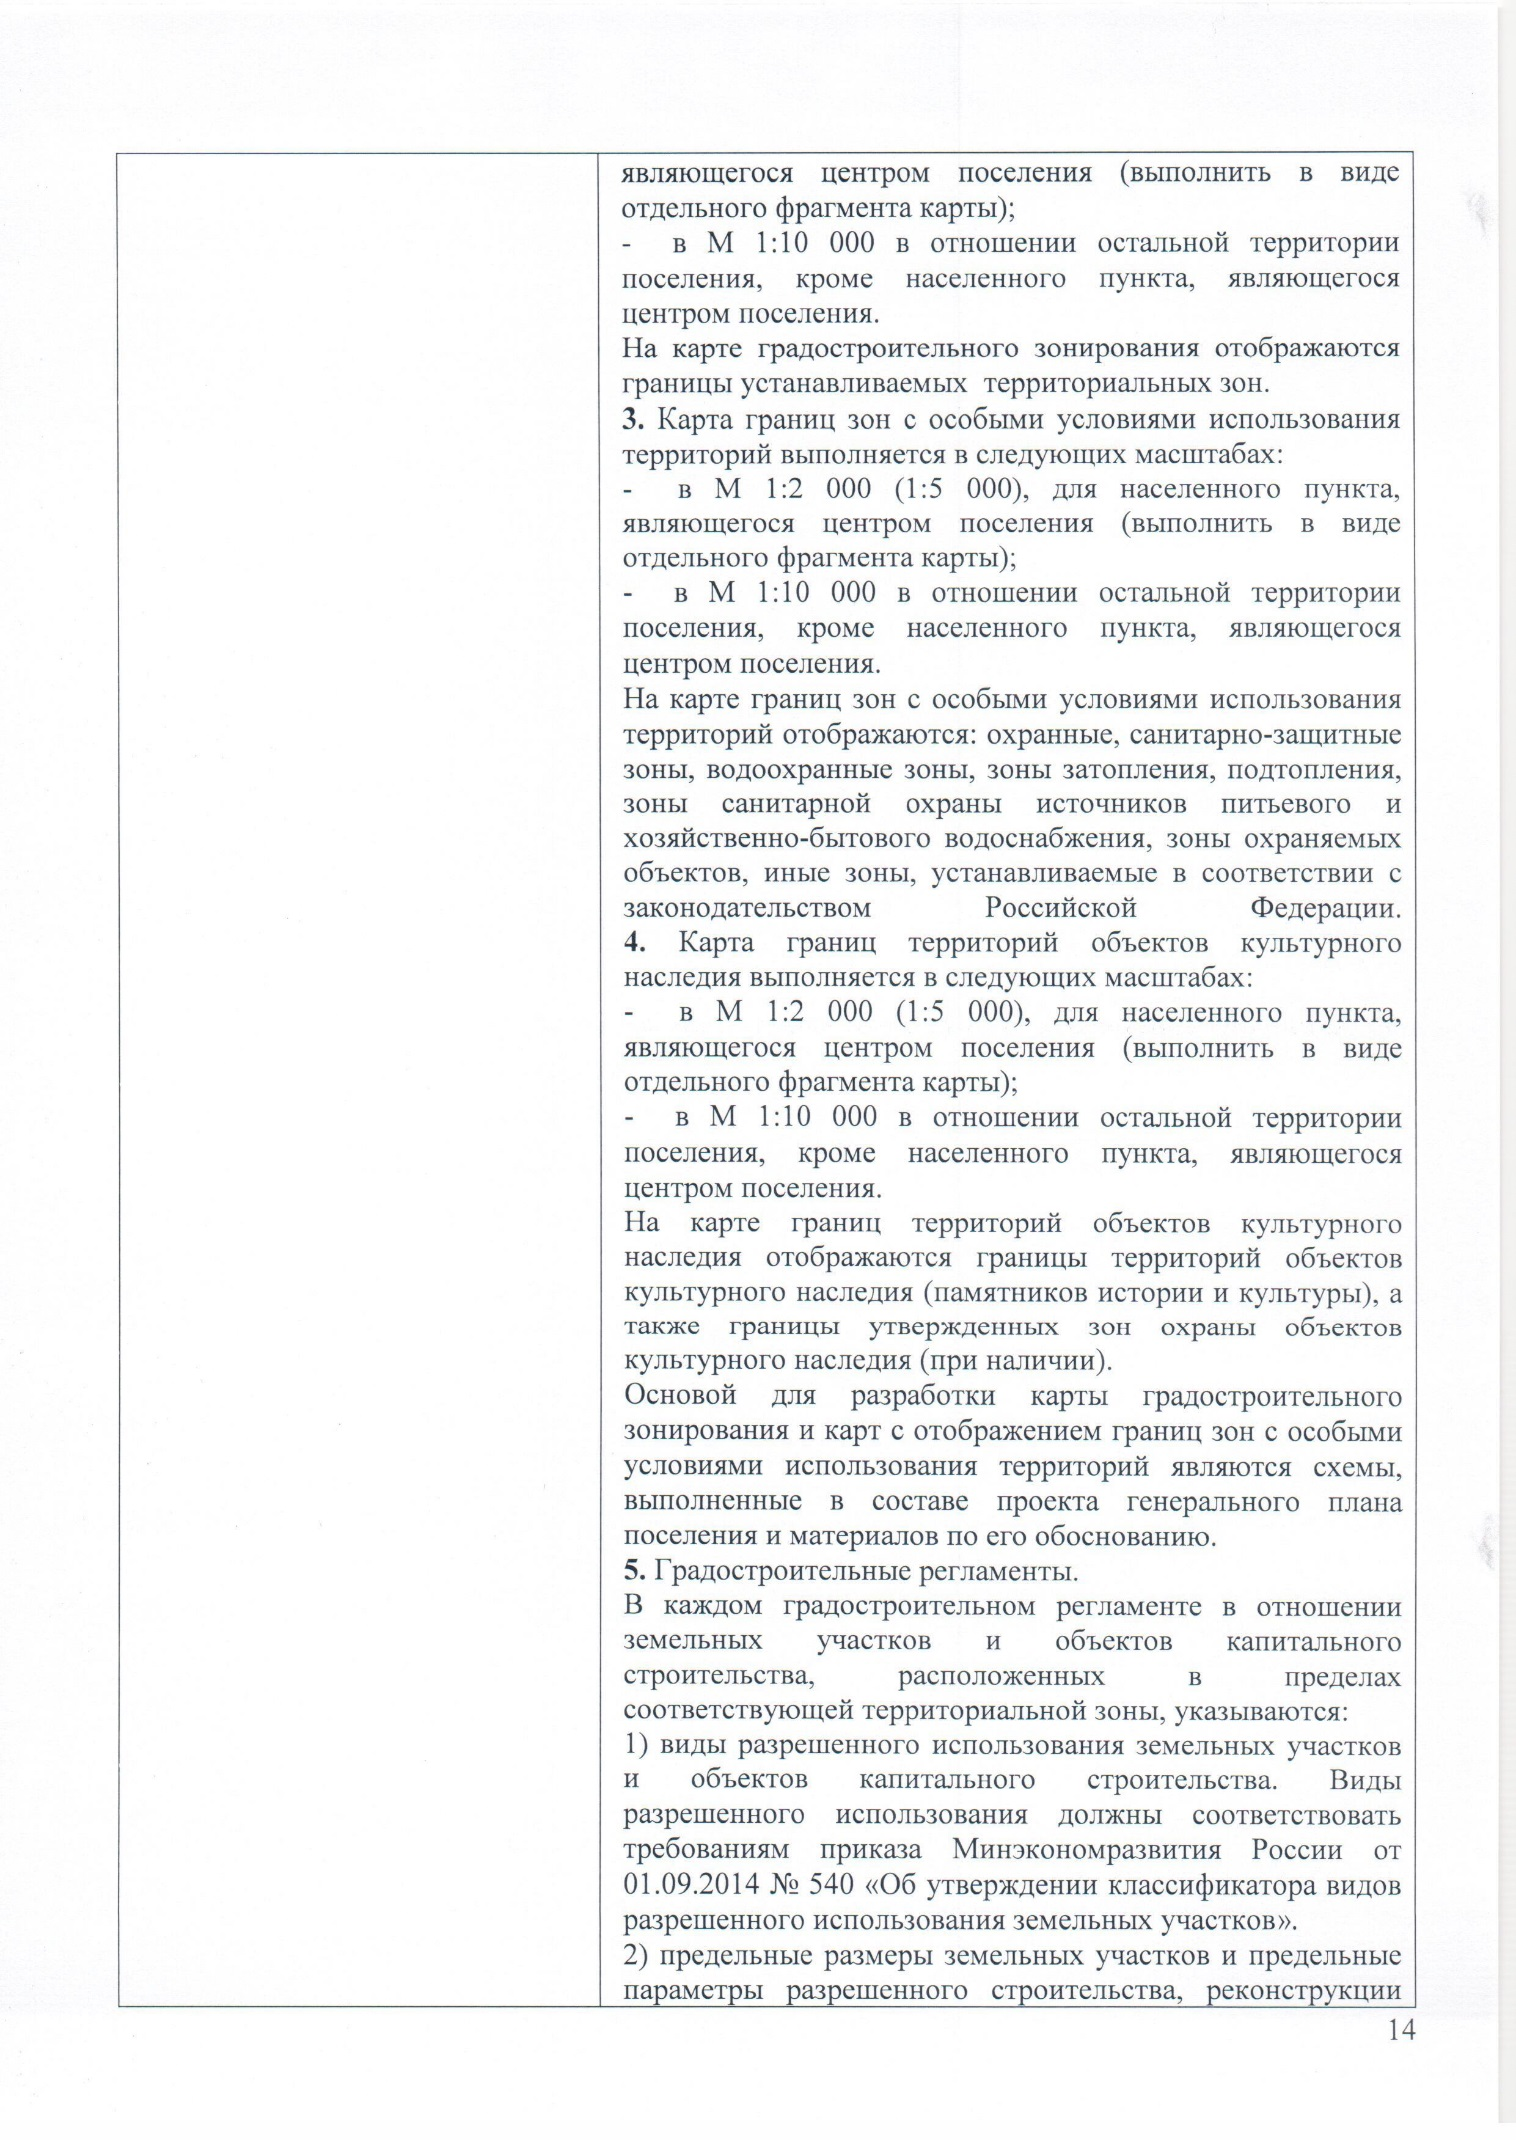 являющегося центром поселения (выполнить в виде
отдельного фрагмента карты);
- в М 1:10 000 в отношении остальной территории
поселения, кроме населенного пункта, являющегося
центром поселения.
На карте градостроительного зонирования отображаются
границы устанавливаемых территориальных зон.
3. Карта границ зон с особыми условиями использования
территорий выполняется в следующих масштабах:
- в М 1:2 000 (1:5 000), для населенного пункта,
являющегося центром поселения (выполнить в виде
отдельного фрагмента карты);
- в М 1:10 000 в отношении остальной территории
поселения, кроме населенного пункта, являющегося
центром поселения.
На карте границ зон с особыми условиями использования
территорий отображаются: охранные, санитарно-защитные
зоны, водоохранные зоны, зоны затопления, подтопления,
зоны санитарной охраны источников питьевого и
хозяйственно-бытового водоснабжения, зоны охраняемых
объектов, иные зоны, устанавливаемые в соответствии с
законодательством Российской Федерации.
4. Карта границ территорий объектов культурного
наследия выполняется в следующих масштабах:
- в М 1:2 000 (1:5 000), для населенного пункта,
являющегося центром поселения (выполнить в виде
отдельного фрагмента карты);
- в М 1:10 000 в отношении остальной территории
поселения, кроме населенного пункта, являющегося
центром поселения.
На карте границ территорий объектов культурного
наследия отображаются границы территорий объектов
культурного наследия (памятников истории и культуры), а
также границы утвержденных зон охраны объектов
культурного наследия (при наличии).
Основой для разработки карты градостроительного
зонирования и карт с отображением границ зон с особыми
условиями использования территорий являются схемы,
выполненные в составе проекта генерального плана
поселения и материалов по его обоснованию.
5. Градостроительные регламенты.
В каждом градостроительном регламенте в отношении
земельных участков и объектов капитального
строительства, расположенных в пределах
соответствующей территориальной зоны, указываются:
1) виды разрешенного использования земельных участков
и объектов капитального строительства. Виды
разрешенного использования должны соответствовать
требованиям приказа Минэкономразвития России от
01.09.2014 № 540 «Об утверждении классификатора видов
разрешенного использования земельных участков».
2) предельные размеры земельных участков и предельные
параметры разрешенного строительства, реконструкции
14